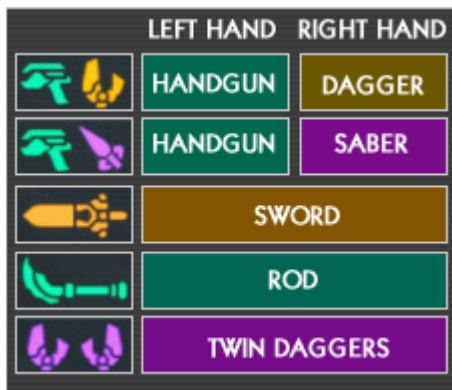 LEFT HAND RIGHT HAND
HANDGUN DAGGER
HANDGUN SABER
SWORD
ROD
TWIN DAGGERS